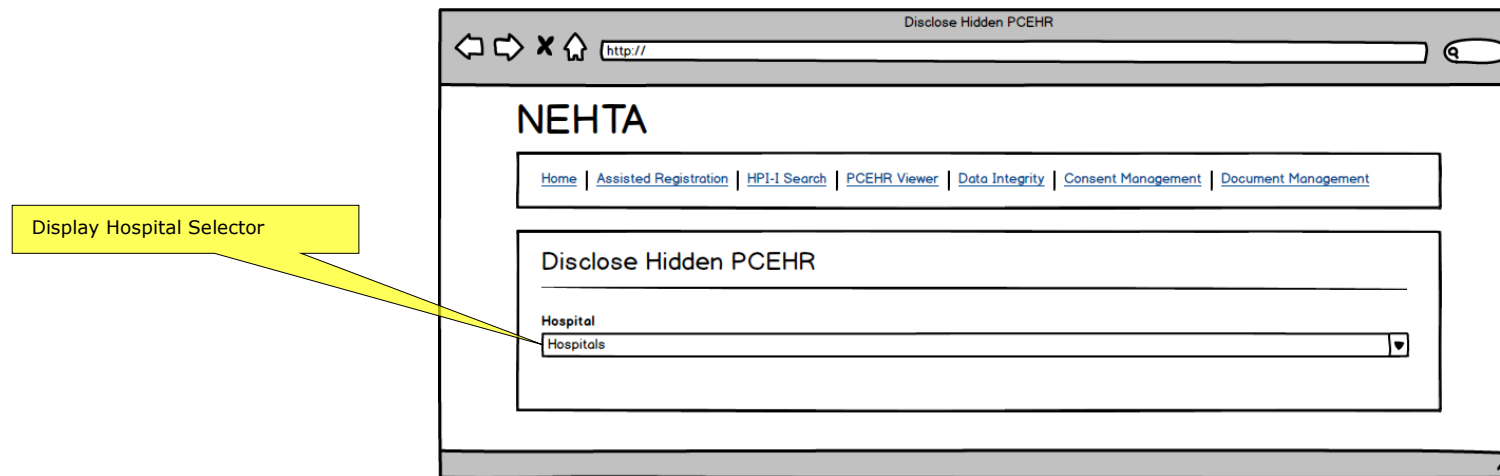 Disclose Hidden PCEHR
http://
NEHTA
Home | Assisted Registration | HPI-I Search | PCEHR Viewer | Data Integrity | Consent Management | Document Management
Display Hospital Selector
Disclose Hidden PCEHR
Hospital
Hospitals